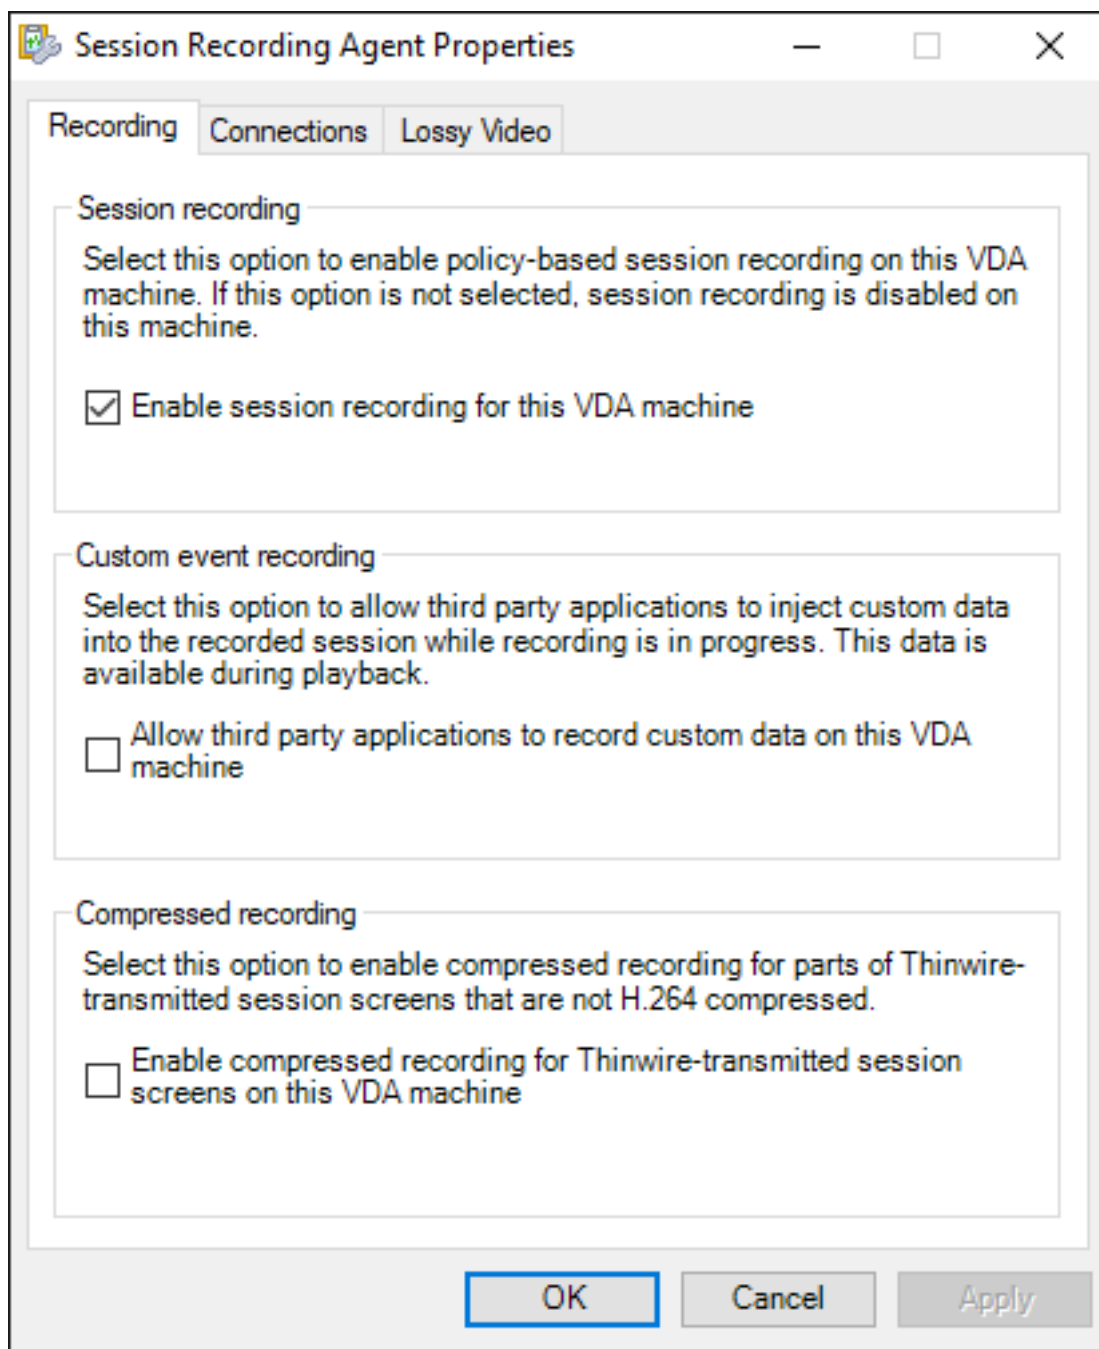 Session Recording Agent Properties
Recording
Connections
Lossy Video
Session recording
Select this option to enable policy-based session recording on this VDA
machine. If this option is not selected, session recording is disabled on
this machine.
Enable session recording for this VDA machine
Custom event recording
Select this option to allow third party applications to inject custom data
into the recorded session while recording is in progress. This data is
available during playback.
Allow third party applications to record custom data on this VDA
machine
Compressed recording
Select this option to enable compressed recording for parts of Thinwire-
transmitted session screens that are not H.264 compressed.
Enable compressed recording for Thinwire-transmitted session
screens on this VDA machine
OK
Cancel
Apply